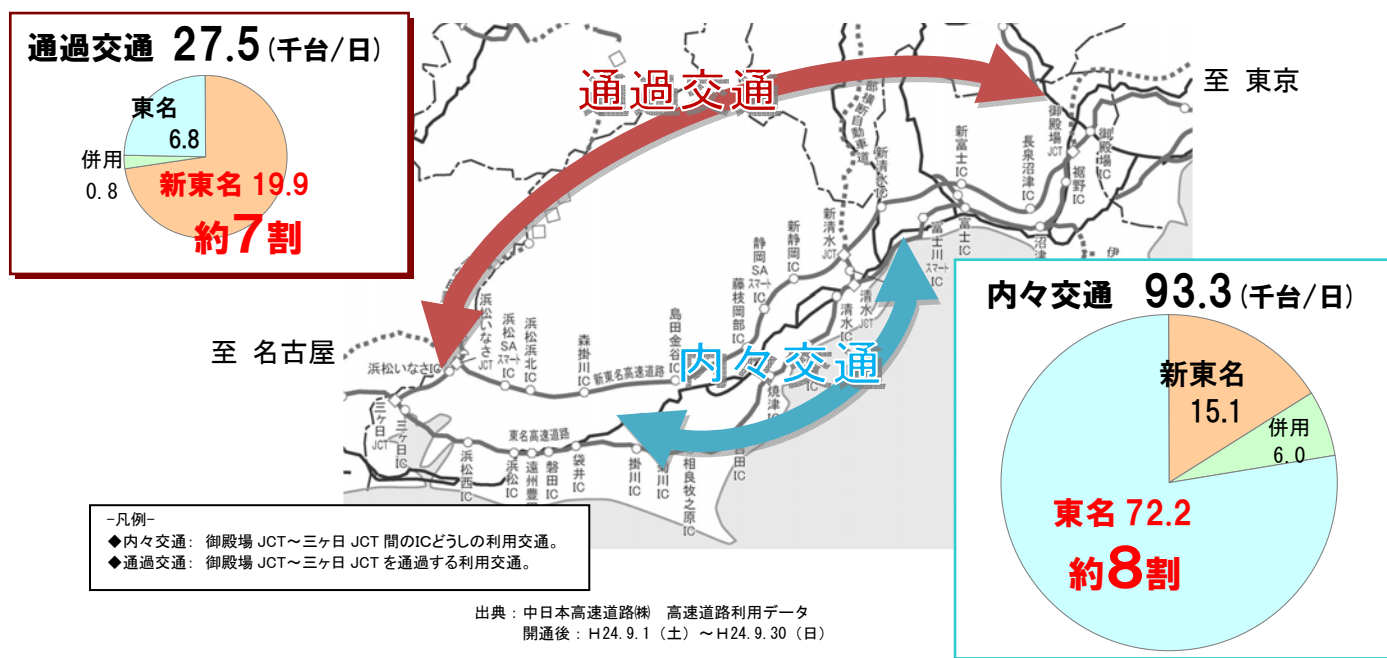 通過交通 27.5(千台/日)
東名
6.8
併用
0.8
新東名 19.9
約7割
通過交通
至 東京
部横断自動車道
新清水IC
新富士IC
長泉沼津IC
御殿場JCT
御殿場IC
裾野IC
沼津
伊
富士IC
富士川スマートIC
新清水JCT
清水JCT
清水IC
新静岡IC
静岡SAスマートIC
藤枝岡部IC
島田金谷IC
森掛川IC
浜松浜北IC
浜松SAスマートIC
浜松いなさJCT
浜松いなさIC
至 名古屋
新東名高速道路
内々交通
焼津IC
東名高速道路
三ヶ日JCT
三ヶ日IC
浜松西IC
浜松IC
遠州豊
磐田IC
袋井IC
掛川IC
川IC
相良牧之原IC
田IC
内々交通 93.3(千台/日)
新東名
15.1
併用
6.0
東名 72.2
約8割
-凡例-
◆内々交通: 御殿場 JCT～三ヶ日 JCT 間のICどうしの利用交通。
◆通過交通: 御殿場 JCT～三ヶ日 JCT を通過する利用交通。
出典：中日本高速道路㈱ 高速道路利用データ
開通後：H24.9.1（土）～H24.9.30（日）